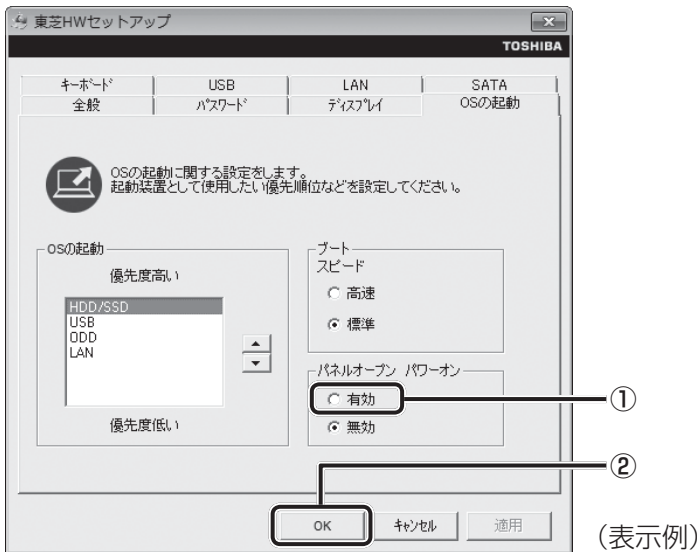 東芝HWセットアップ
TOSHIBA
キーボード USB LAN SATA
全般 パスワード ディスプレイ OSの起動
OSの起動に関する設定をします。
起動装置として使用したい優先順位などを設定してください。
OSの起動
優先度高い
HDD/SSD
USB
ODD
LAN
優先度低い
ブート
スピード
高速
標準
パネルオープン パワーオン
有効
無効
①
②
OK キャンセル 適用
(表示例)